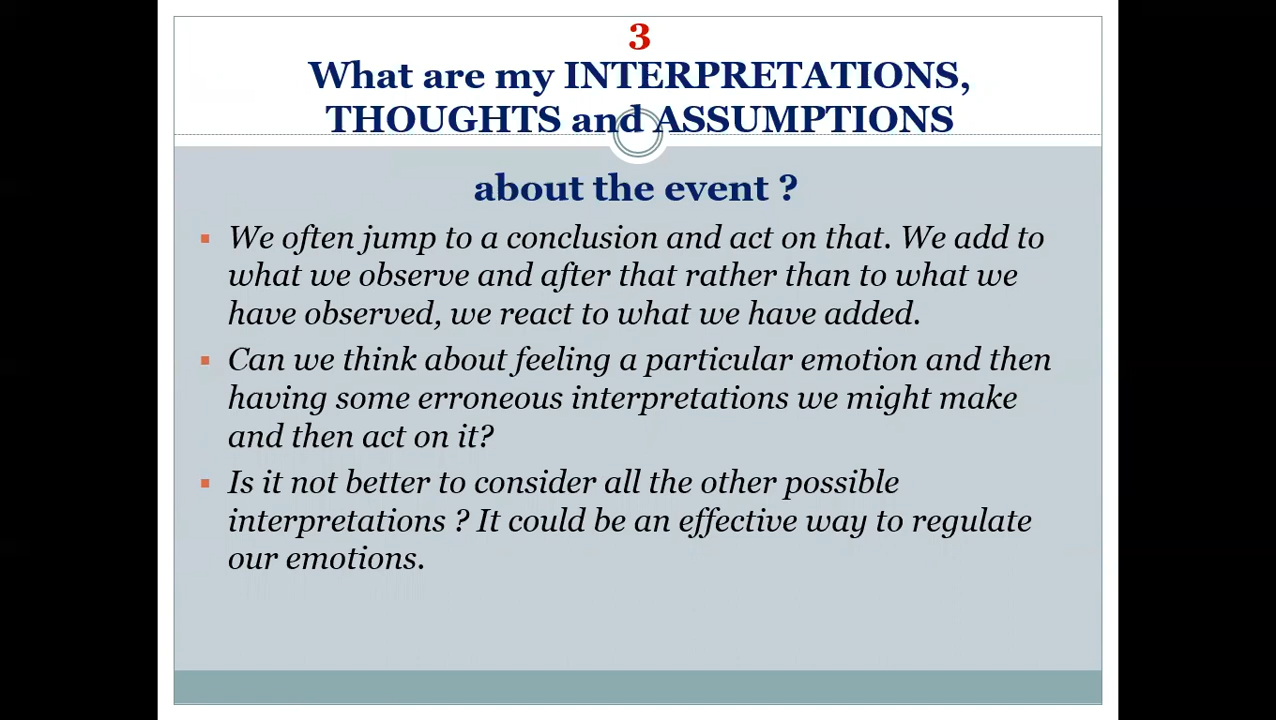 3
What are my INTERPRETATIONS,
THOUGHTS and ASSUMPTIONS
about the event ?
We often jump to a conclusion and act on that. We add to
what we observe and after that rather than to what we
have observed, we react to what we have added.
Can we think about feeling a particular emotion and then
having some erroneous interpretations we might make
and then act on it?
Is it not better to consider all the other possible
interpretations ? It could be an effective way to regulate
our emotions.